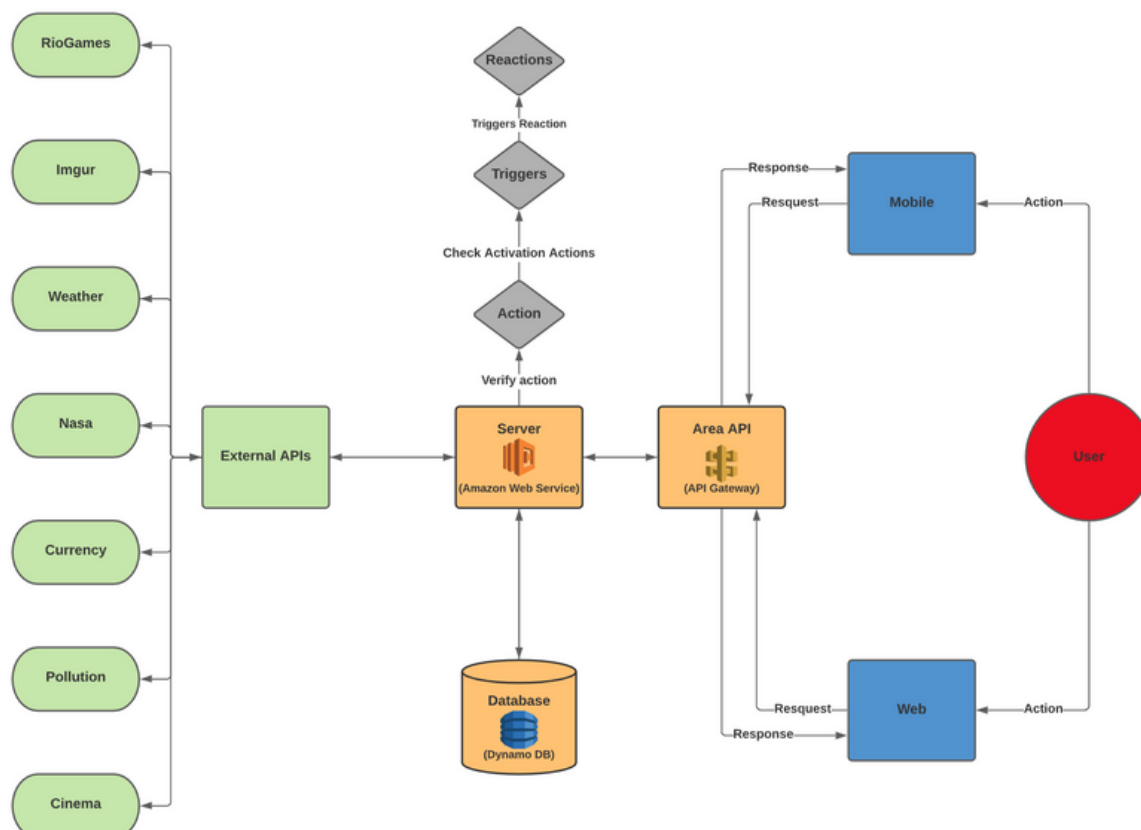 RioGames
Imgur
Weather
Nasa
Currency
Pollution
Cinema
External APIs
Reactions
Triggers Reaction
Triggers
Check Activation Actions
Action
Verify action
Server
(Amazon Web Service)
Database
(Dynamo DB)
Area API
(API Gateway)
Response
Resquest
Mobile
Action
User
Resquest
Response
Web
Action